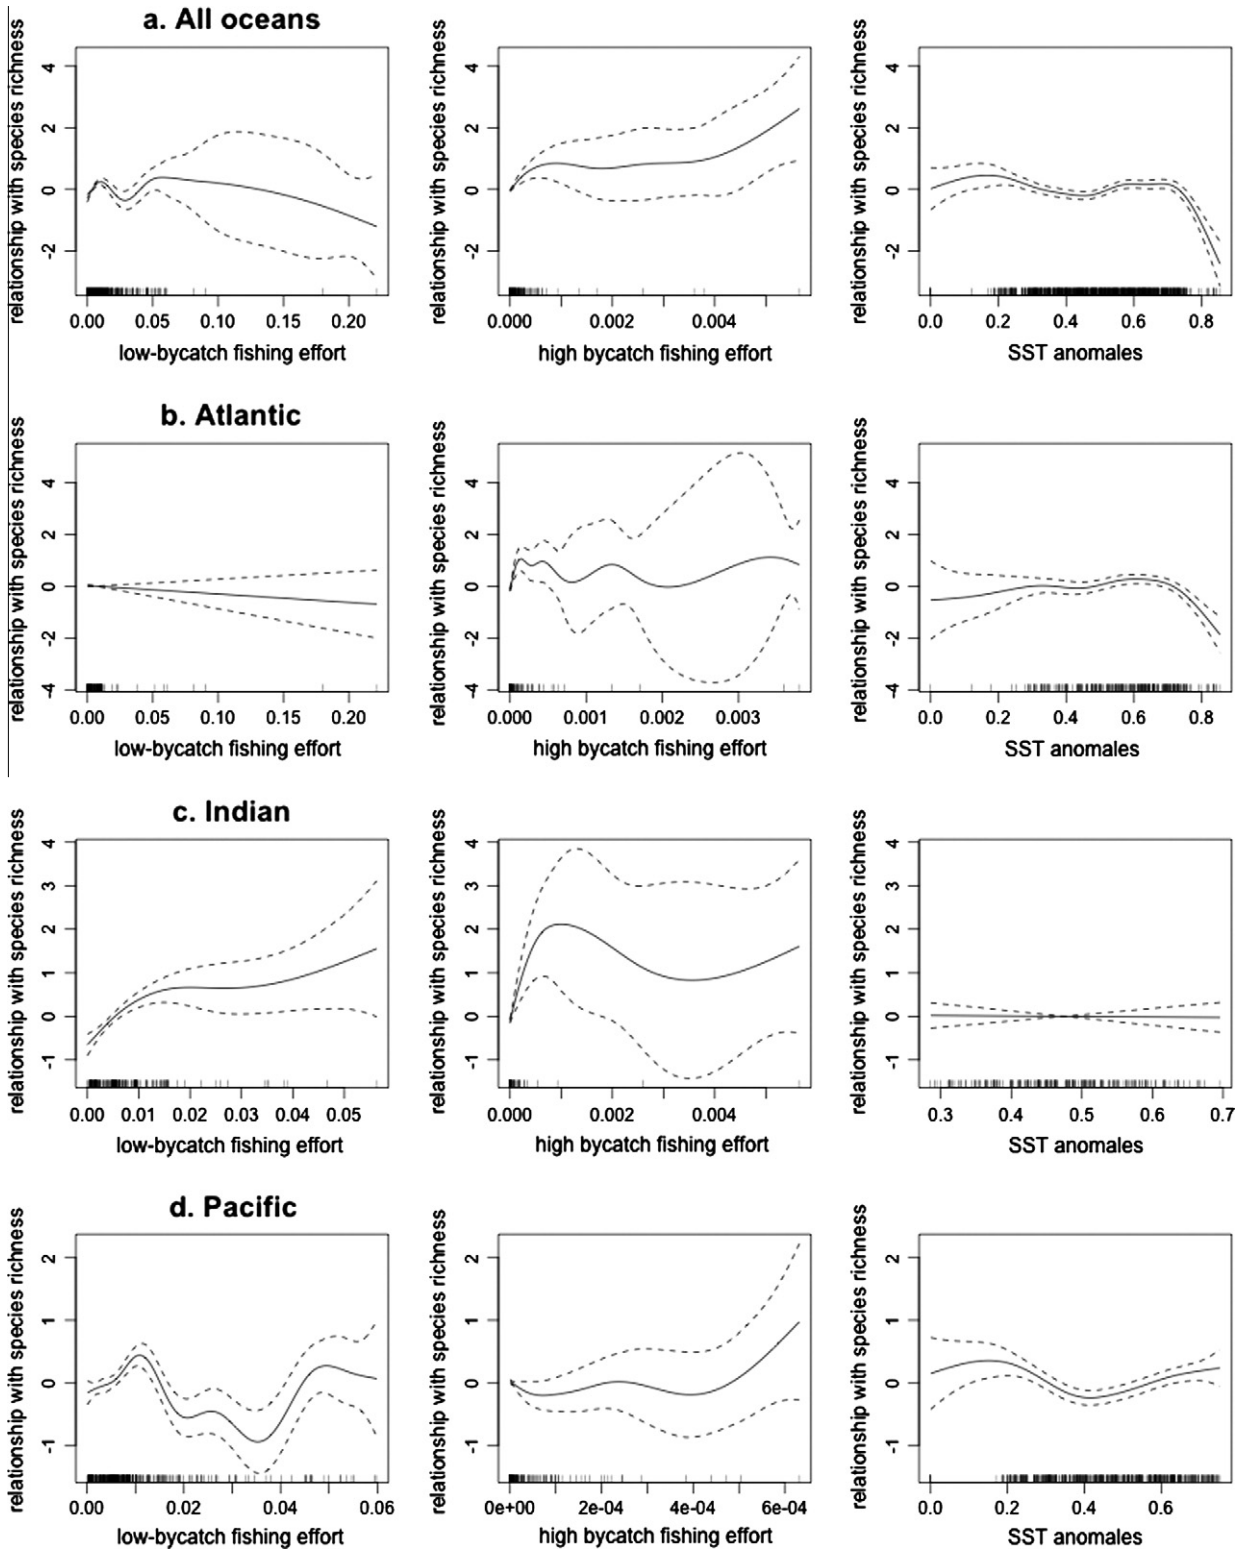 a. All oceans
relationship with species richness
4
2
0
-2
0.00 0.05 0.10 0.15 0.20
low-bycatch fishing effort
relationship with species richness
4
2
0
-2
0.000 0.002 0.004
high bycatch fishing effort
relationship with species richness
4
2
0
-2
0.0 0.2 0.4 0.6 0.8
SST anomales
b. Atlantic
relationship with species richness
4
2
0
-2
-4
0.00 0.05 0.10 0.15 0.20
low-bycatch fishing effort
relationship with species richness
4
2
0
-2
-4
0.000 0.001 0.002 0.003
high bycatch fishing effort
relationship with species richness
4
2
0
-2
-4
0.0 0.2 0.4 0.6 0.8
SST anomales
c. Indian
relationship with species richness
4
3
2
1
0
-1
0.00 0.01 0.02 0.03 0.04 0.05
low-bycatch fishing effort
relationship with species richness
4
3
2
1
0
-1
0.000 0.002 0.004
high bycatch fishing effort
relationship with species richness
4
3
2
1
0
-1
0.3 0.4 0.5 0.6 0.7
SST anomales
d. Pacific
relationship with species richness
2
1
0
-1
0.00 0.02 0.04 0.06
low-bycatch fishing effort
relationship with species richness
2
1
0
-1
0e+00 2e-04 4e-04 6e-04
high bycatch fishing effort
relationship with species richness
2
1
0
-1
0.0 0.2 0.4 0.6
SST anomales